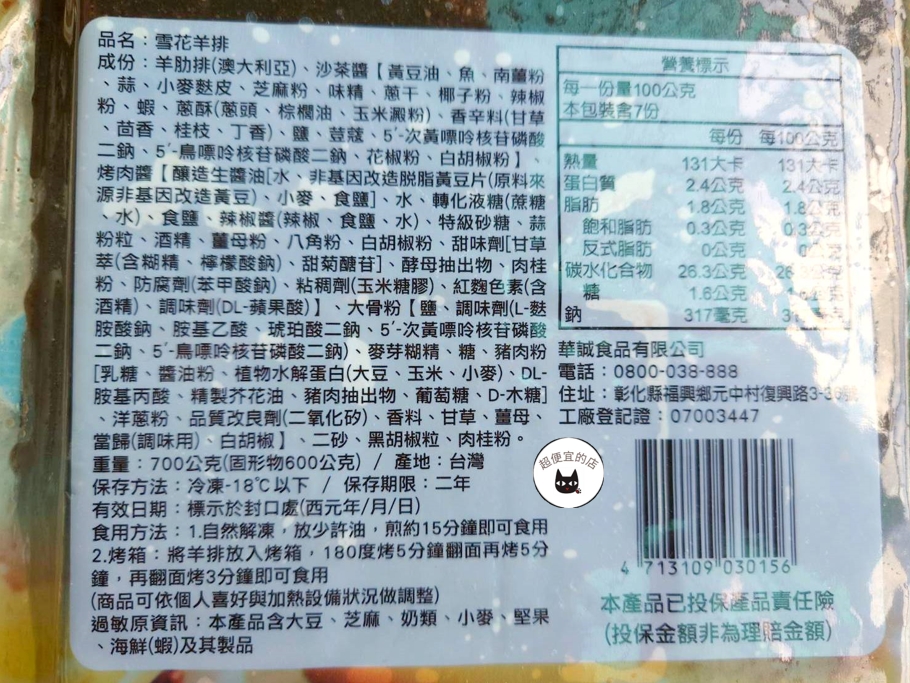 品名：雪花羊排
成份：羊肋排(澳大利亞)、沙茶醬【黃豆油、魚、南薑粉
、蒜、小麥麩皮、芝麻粉、味精、蔥干、椰子粉、辣椒
粉、蝦、蔥酥(蔥頭、棕櫚油、玉米澱粉)、香辛料(甘草
、茴香、桂枝、丁香)、鹽、荳蔻、5´-次黃嘌呤核苷磷酸
二鈉、5´-鳥嘌呤核苷磷酸二鈉、花椒粉、白胡椒粉】、
烤肉醬【釀造生醬油[水、非基因改造脱脂黃豆片(原料來
源非基因改造黃豆)、小麥、食鹽]、水、轉化液糖(蔗糖
、水)、食鹽、辣椒醬(辣椒、食鹽、水)、特級砂糖、蒜
粉粒、酒精、薑母粉、八角粉、白胡椒粉、甜味劑[甘草
萃(含糊精、檸檬酸鈉)、甜菊醣苷]、酵母抽出物、肉桂
粉、防腐劑(苯甲酸鈉)、粘稠劑(玉米糖膠)、紅麴色素(含
酒精)、調味劑(DL-蘋果酸)】、大骨粉【鹽、調味劑(L-麩
胺酸鈉、胺基乙酸、琥珀酸二鈉、5´-次黃嘌呤核苷磷酸
二鈉、5´-鳥嘌呤核苷磷酸二鈉)、麥芽糊精、糖、豬肉粉
[乳糖、醬油粉、植物水解蛋白(大豆、玉米、小麥)、DL-
胺基丙酸、精製芥花油、豬肉抽出物、葡萄糖、D-木糖]
、洋蔥粉、品質改良劑(二氧化矽)、香料、甘草、薑母、
當歸(調味用)、白胡椒】、二砂、黑胡椒粒、肉桂粉。
重量：700公克(固形物600公克) / 產地：台灣
保存方法：冷凍-18℃以下 / 保存期限：二年
有效日期：標示於封口處(西元年/月/日)
食用方法：1.自然解凍，放少許油，煎約15分鐘即可食用
2.烤箱：將羊排放入烤箱，180度烤5分鐘翻面再烤5分
鐘，再翻面烤3分鐘即可食用
(商品可依個人喜好與加熱設備狀況做調整)
過敏原資訊：本產品含大豆、芝麻、奶類、小麥、堅果
、海鮮(蝦)及其製品
營養標示
每一份量100公克
本包裝含7份
每份 每100公克
熱量 131大卡 131大卡
蛋白質 2.4公克 2.4公克
脂肪 1.8公克 1.8公克
飽和脂肪 0.3公克 0.3公克
反式脂肪 0公克 0公克
碳水化合物 26.3公克
糖 1.6公克
鈉 317毫克
華誠食品有限公司
電話：0800-038-888
住址：彰化縣福興鄉元中村復興路3-3
工廠登記證：07003447
超便宜的店
4 713109 030156
本產品已投保產品責任險
(投保金額非為理賠金額)